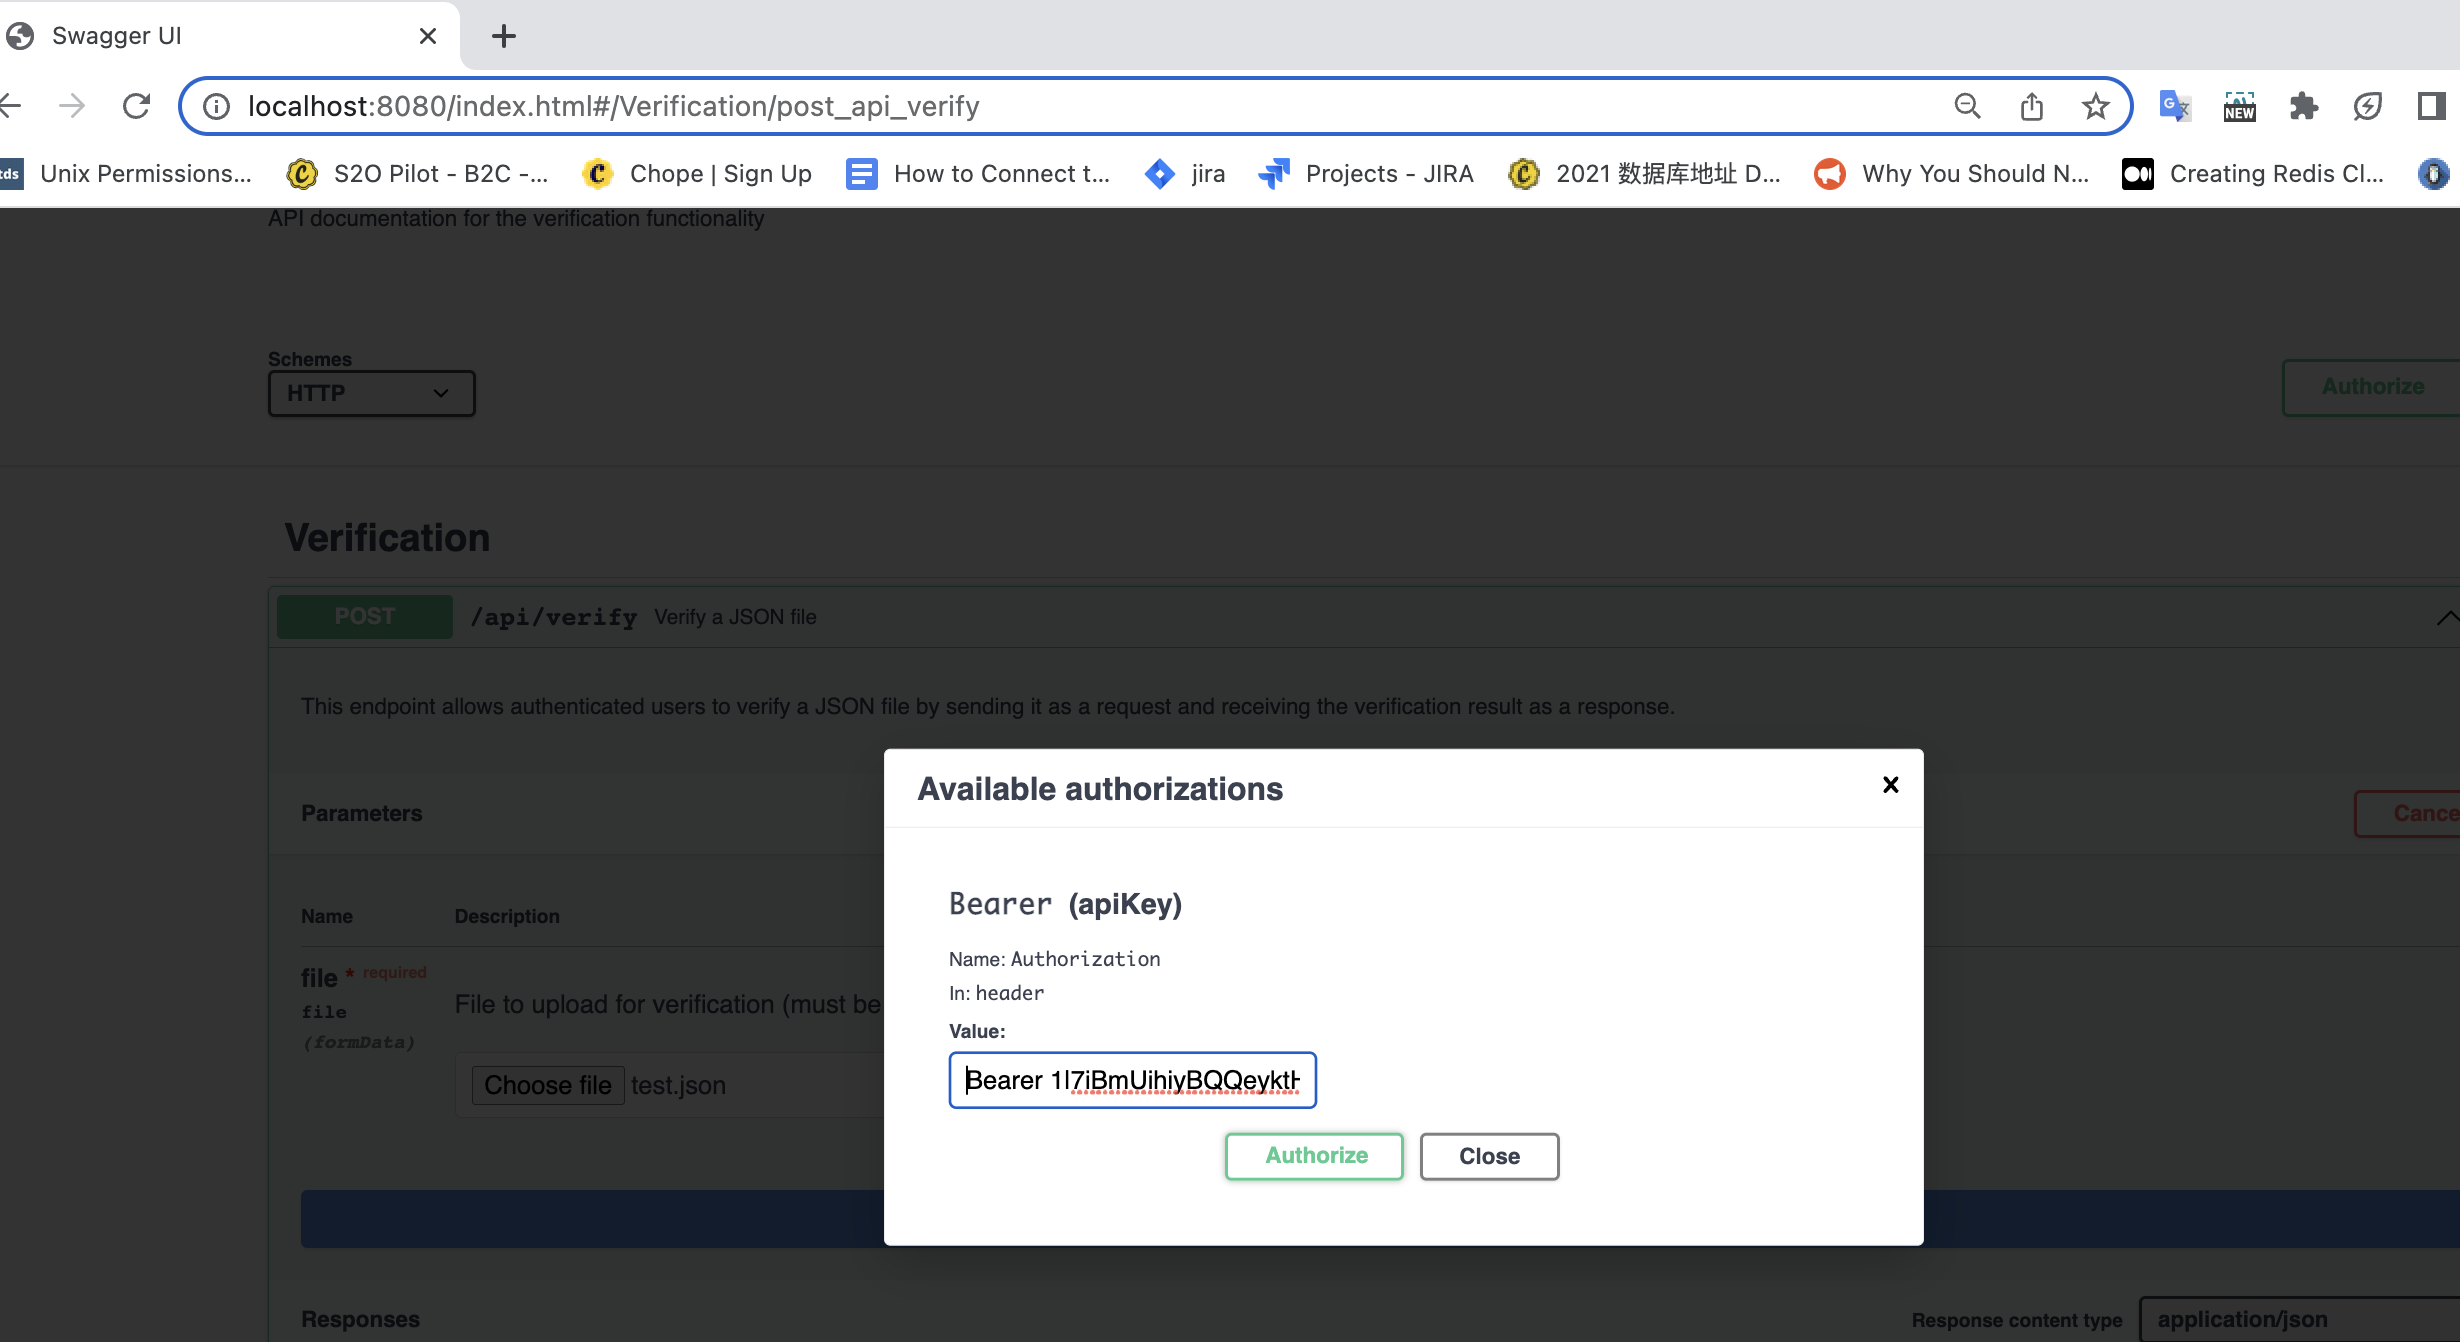 Swagger UI
localhost:8080/index.html#/Verification/post_api_verify
NEW
tds Unix Permissions... S2O Pilot - B2C -... Chope | Sign Up How to Connect t... jira Projects - JIRA 2021 数据库地址 D... Why You Should N... Creating Redis Cl...
API documentation for the verification functionality
Schemes
HTTP
Authorize
Verification
POST /api/verify Verify a JSON file
This endpoint allows authenticated users to verify a JSON file by sending it as a request and receiving the verification result as a response.
Available authorizations
Parameters
Cance
Bearer (apiKey)
Name Description
Name: Authorization
In: header
file * required
file
(formData)
File to upload for verification (must be
Value:
Choose file test.json
Bearer 1l7iBmUihiyBQQeykt
Authorize Close
Responses
Response content type application/json